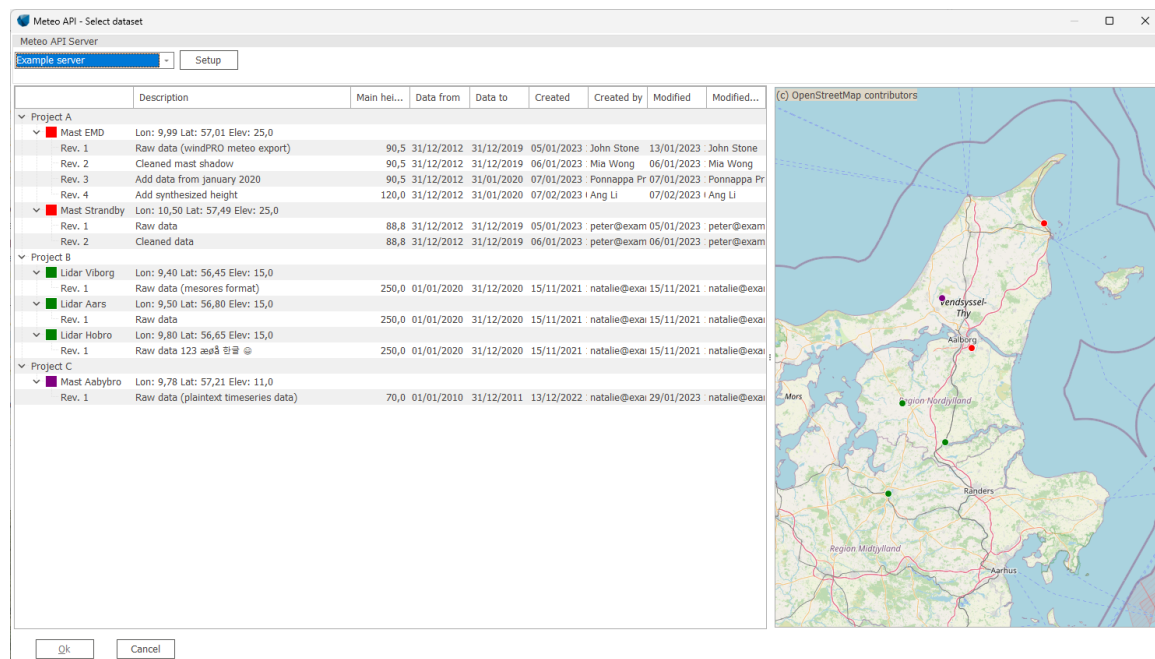 Meteo API - Select dataset
Meteo API Server
Example server Setup
Description Main hei... Data from Data to Created Created by Modified Modified...
Project A
Mast EMD Lon: 9,99 Lat: 57,01 Elev: 25,0
Rev. 1 Raw data (windPRO meteo export) 90,5 31/12/2012 31/12/2019 05/01/2023 John Stone 13/01/2023 John Stone
Rev. 2 Cleaned mast shadow 90,5 31/12/2012 31/12/2019 06/01/2023 Mia Wong 06/01/2023 Mia Wong
Rev. 3 Add data from january 2020 90,5 31/12/2012 31/01/2020 07/01/2023 Ponnappa Pr 07/01/2023 Ponnappa Pr
Rev. 4 Add synthesized height 120,0 31/12/2012 31/01/2020 07/02/2023 Ang Li 07/02/2023 Ang Li
Mast Strandby Lon: 10,50 Lat: 57,49 Elev: 25,0
Rev. 1 Raw data 88,8 31/12/2012 31/12/2019 05/01/2023 peter@exam 05/01/2023 peter@exam
Rev. 2 Cleaned data 88,8 31/12/2012 31/12/2019 06/01/2023 peter@exam 06/01/2023 peter@exam
Project B
Lidar Viborg Lon: 9,40 Lat: 56,45 Elev: 15,0
Rev. 1 Raw data (mesores format) 250,0 01/01/2020 31/12/2020 15/11/2021 natalie@exai 15/11/2021 natalie@exai
Lidar Aars Lon: 9,50 Lat: 56,80 Elev: 15,0
Rev. 1 Raw data 250,0 01/01/2020 31/12/2020 15/11/2021 natalie@exai 15/11/2021 natalie@exai
Lidar Hobro Lon: 9,80 Lat: 56,65 Elev: 15,0
Rev. 1 Raw data 123 æøå 한글 😀 250,0 01/01/2020 31/12/2020 15/11/2021 natalie@exai 15/11/2021 natalie@exai
Project C
Mast Aabybro Lon: 9,78 Lat: 57,21 Elev: 11,0
Rev. 1 Raw data (plaintext timeseries data) 70,0 01/01/2010 31/12/2011 13/12/2022 natalie@exai 29/01/2023 natalie@exai
(c) OpenStreetMap contributors
Vendsyssel-
Thy
Aalborg
Mors
Region Nordjylland
Randers
Region Midtjylland
Aarhus
Ok Cancel